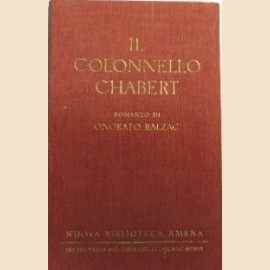 IL
COLONNELLO
CHABERT
ROMANZO DI
ONORATO BALZAC
NUOVA BIBLIOTECA AMENA